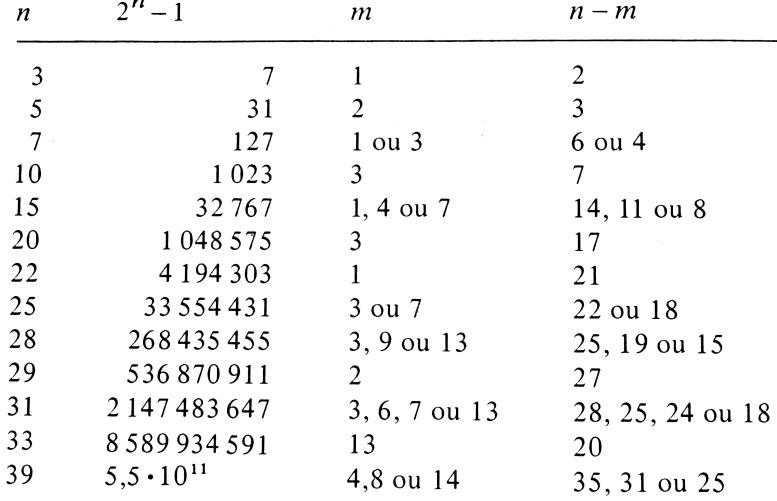 n 2ⁿ – 1 m n – m
3 7 1 2
5 31 2 3
7 127 1 ou 3 6 ou 4
10 1 023 3 7
15 32 767 1, 4 ou 7 14, 11 ou 8
20 1 048 575 3 17
22 4 194 303 1 21
25 33 554 431 3 ou 7 22 ou 18
28 268 435 455 3, 9 ou 13 25, 19 ou 15
29 536 870 911 2 27
31 2 147 483 647 3, 6, 7 ou 13 28, 25, 24 ou 18
33 8 589 934 591 13 20
39 5,5 · 10¹¹ 4,8 ou 14 35, 31 ou 25